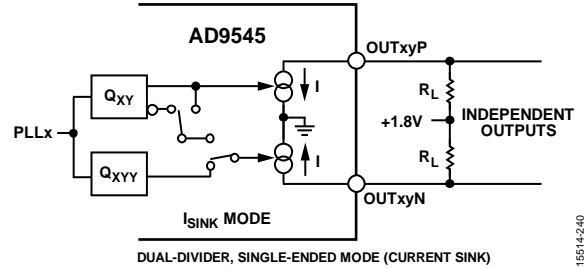 AD9545
OUTxyP
QXY
I
RL
PLLx
+1.8V
INDEPENDENT
OUTPUTS
QXYY
I
RL
OUTxyN
ISINK MODE
DUAL-DIVIDER, SINGLE-ENDED MODE (CURRENT SINK)
15514-240